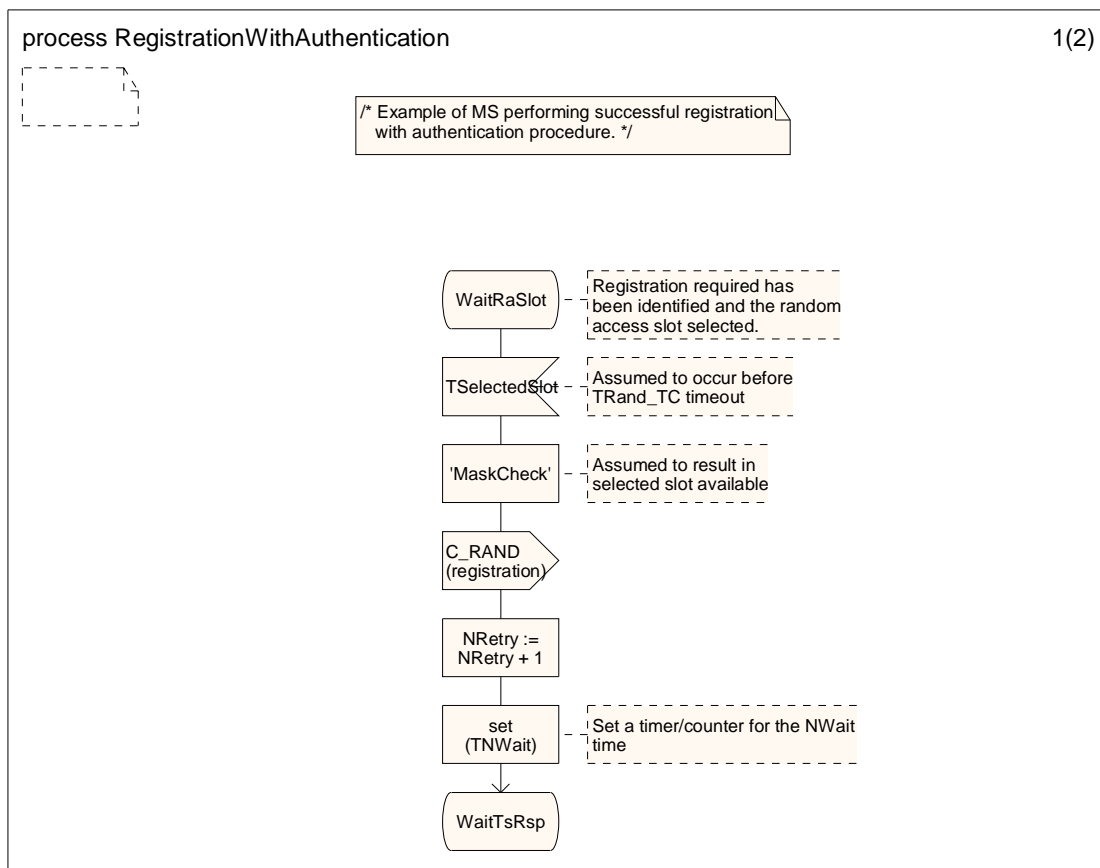 process RegistrationWithAuthentication
1(2)
/* Example of MS performing successful registration
with authentication procedure. */
WaitRaSlot
Registration required has
been identified and the random
access slot selected.
TSelectedSlot
Assumed to occur before
TRand_TC timeout
'MaskCheck'
Assumed to result in
selected slot available
C_RAND
(registration)
NRetry :=
NRetry + 1
set
(TNWait)
Set a timer/counter for the NWait
time
WaitTsRsp